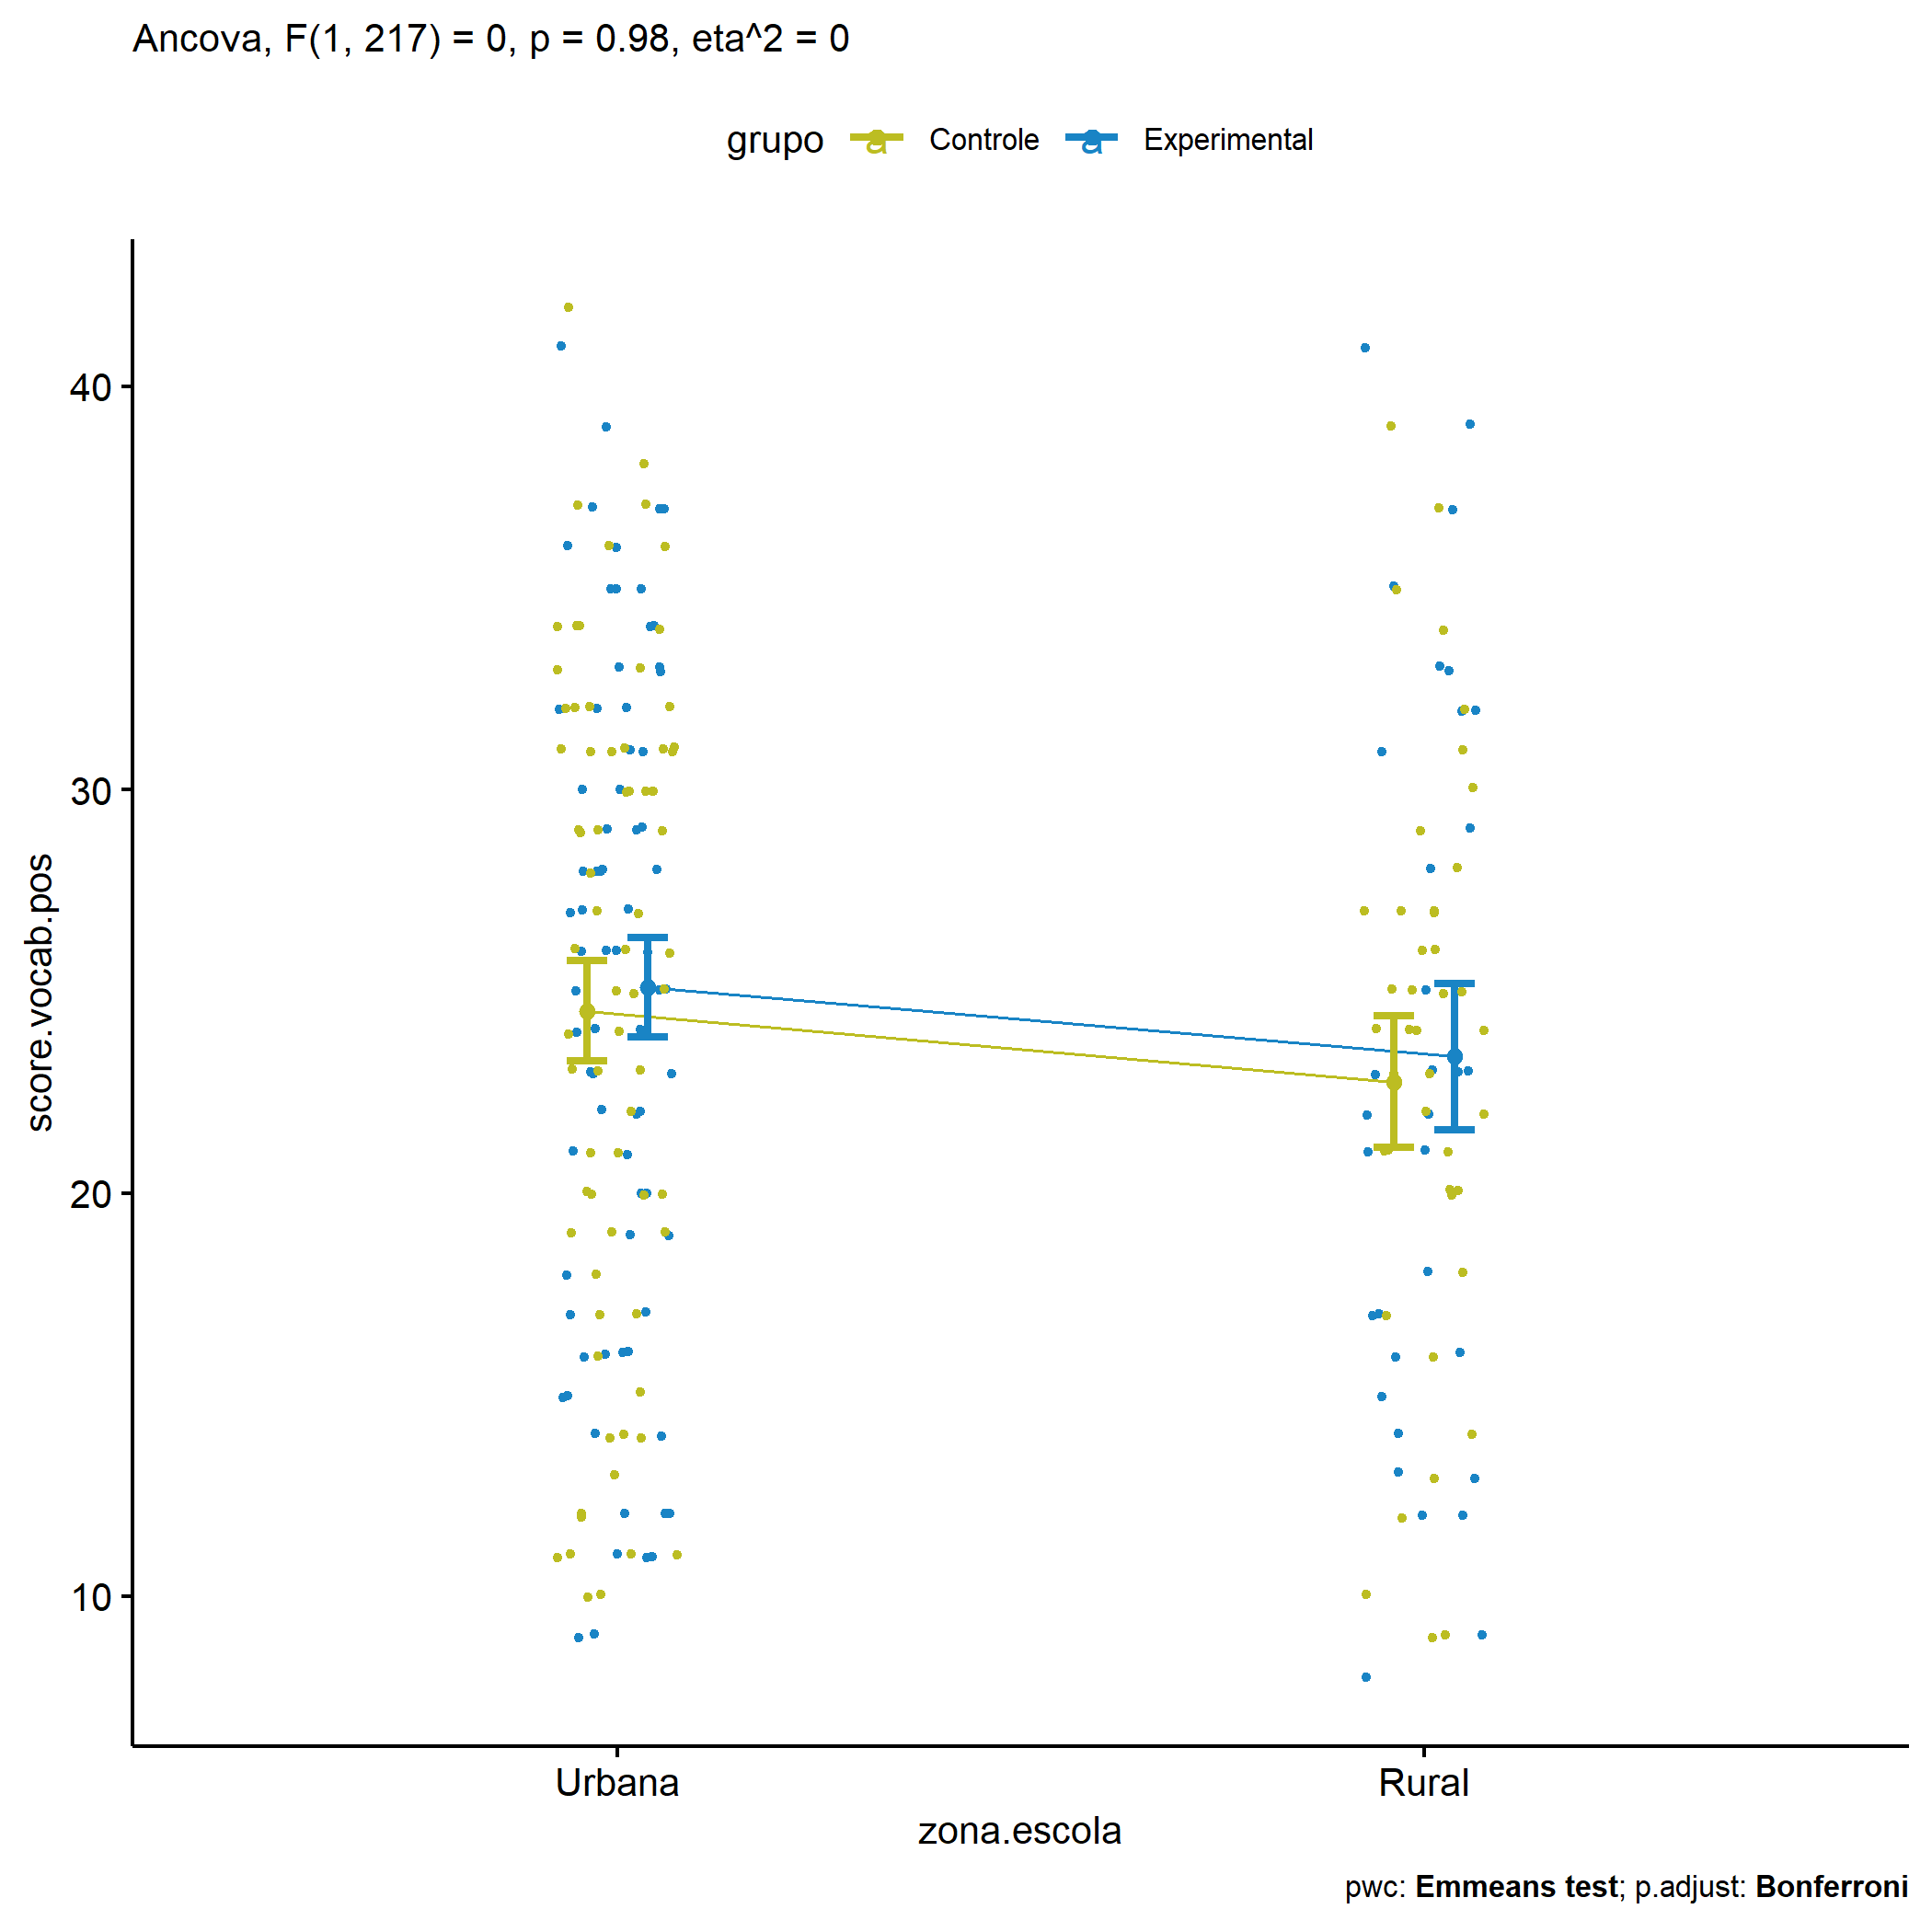 Ancova, F(1, 217) = 0, p = 0.98, eta^2 = 0
grupo a Controle a Experimental
40
30
20
10
score.vocab.pos
Urbana Rural
zona.escola
pwc: Emmeans test; p.adjust: Bonferroni